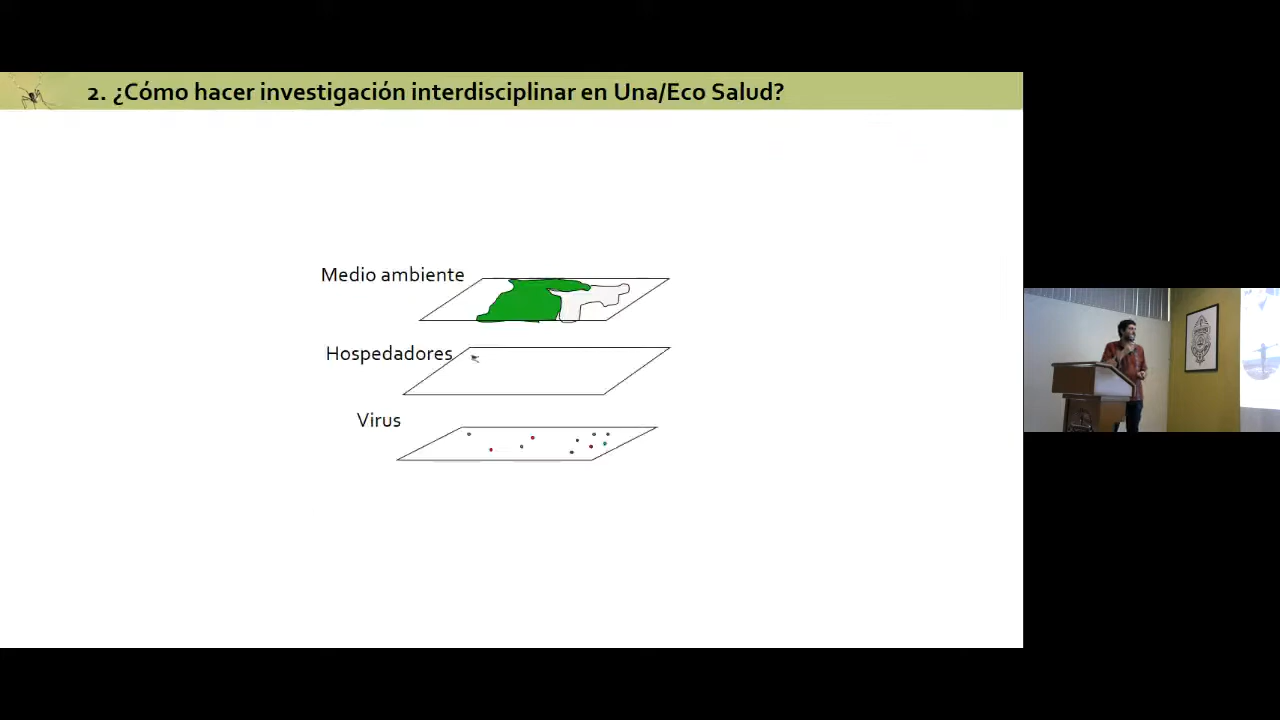 2. ¿Cómo hacer investigación interdisciplinar en Una/Eco Salud?
Medio ambiente
Hospedadores
Virus